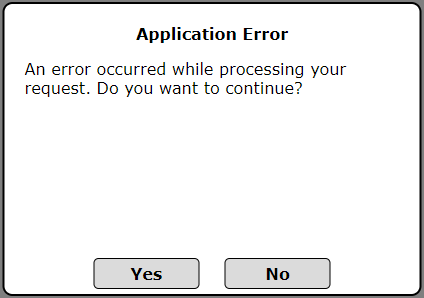 Application Error
An error occurred while processing your
request. Do you want to continue?
Yes No